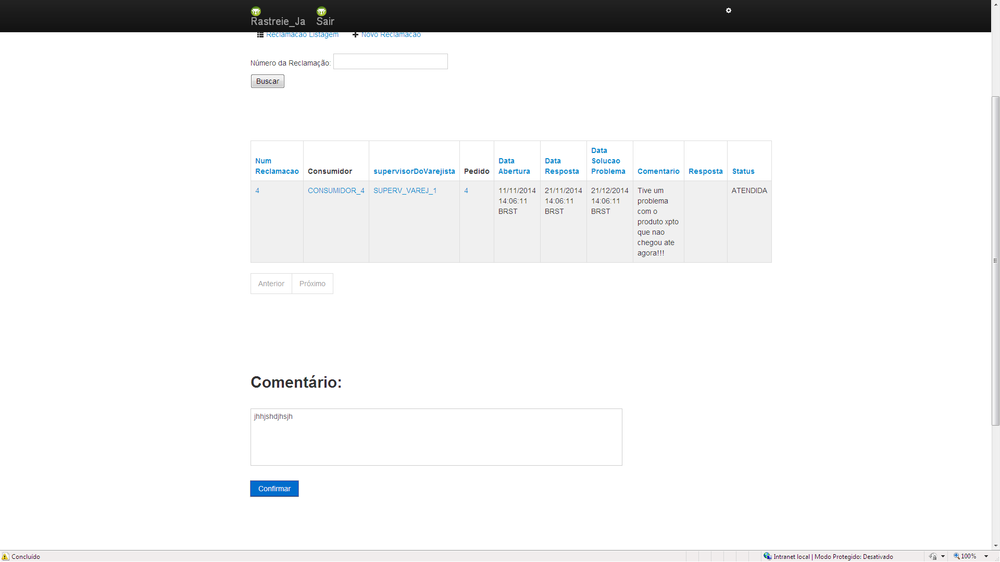 Rastreie_Ja Sair
Reclamacao Listagem Novo Reclamacao
Número da Reclamação:
Buscar
Num Reclamacao Consumidor supervisorDoVarejista Pedido Data Abertura Data Resposta Data Solucao Problema Comentario Resposta Status
4 CONSUMIDOR_4 SUPERV_VAREJ_1 4 11/11/2014 14:06:11 BRST 21/11/2014 14:06:11 BRST 21/12/2014 14:06:11 BRST Tive um problema com o produto xpto que nao chegou ate agora!!! ATENDIDA
Anterior Próximo
Comentário:
jhhjshdjhsjh
Confirmar
Concluído Intranet local | Modo Protegido: Desativado 100%